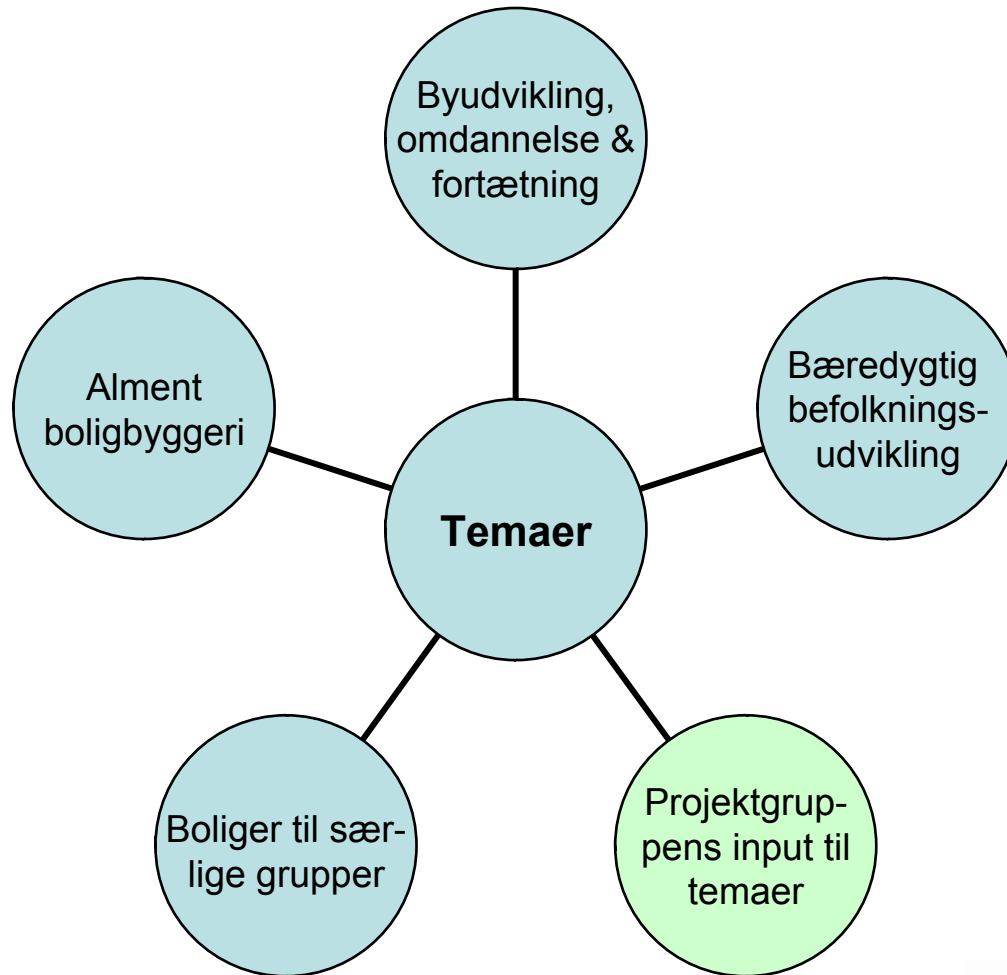 Byudvikling,
omdannelse &
fortætning
Alment
boligbyggeri
Bæredygtig
befolknings-
udvikling
Temaer
Boliger til sær-
lige grupper
Projektgrup-
pens input til
temaer